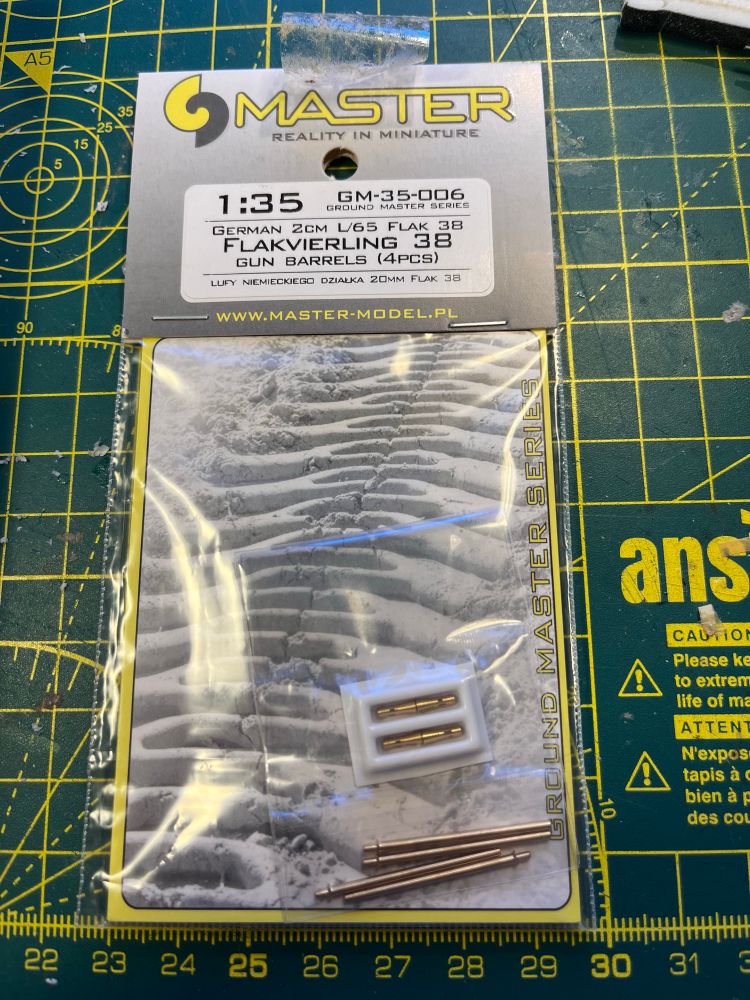 A5
35
25
15
5
MASTER
REALITY IN MINIATURE
1:35
GM-35-006
GROUND MASTER SERIES
GERMAN 2CM L/65 FLAK 38
FLAKVIERLING 38
GUN BARRELS (4PCS)
LUFY NIEMIECKIEGO DZIAŁKA 20MM FLAK 38
WWW.MASTER-MODEL.PL
90
GROUND MASTER SERIES
ans
CAUTION
Please ke
to extrem
life of ma
ATTENT
N'expos
tapis à c
bien à p
des cou
10
22 23 24 25 26 27 28 29 30 31 32